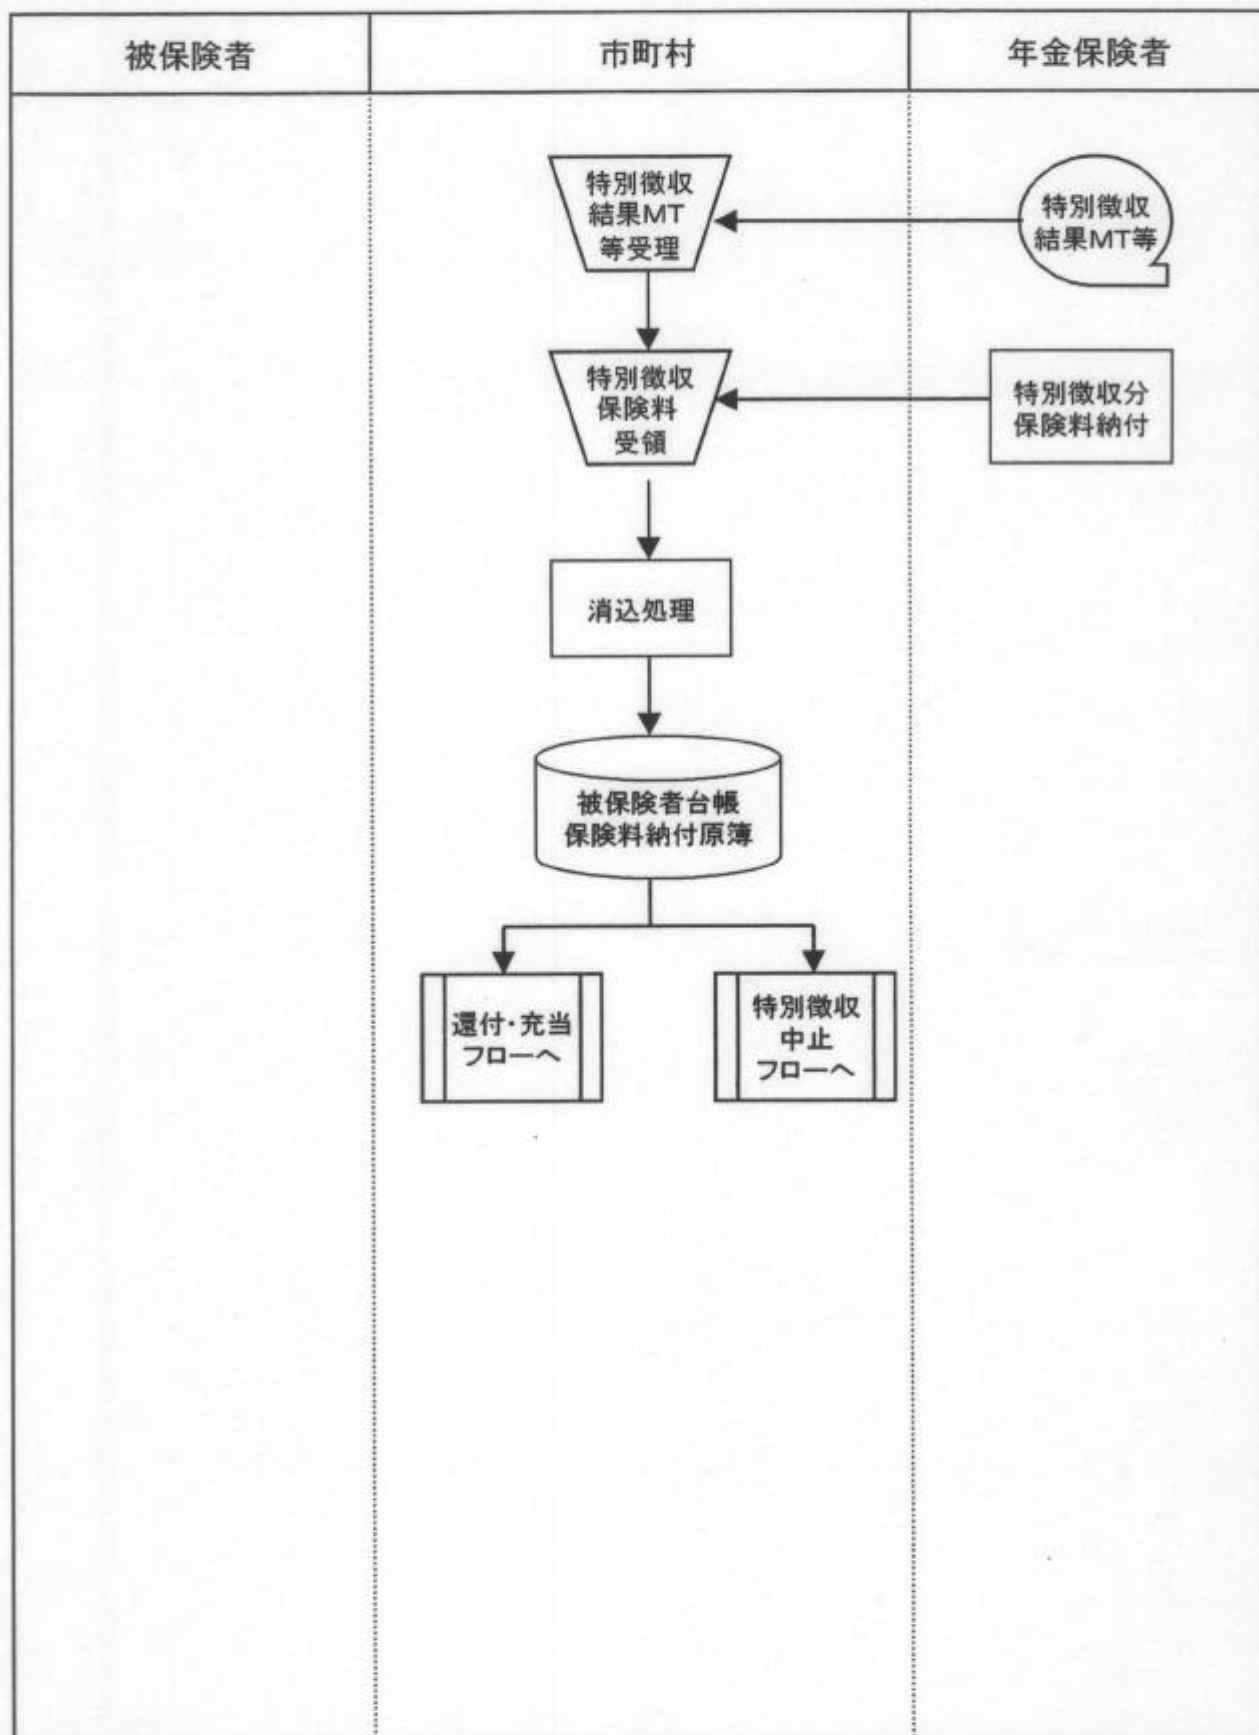 被保険者
市町村
年金保険者
特別徴収
結果MT
等受理
特別徴収
結果MT等
特別徴収
保険料
受領
特別徴収分
保険料納付
消込処理
被保険者台帳
保険料納付原簿
還付・充当
フローへ
特別徴収
中止
フローへ